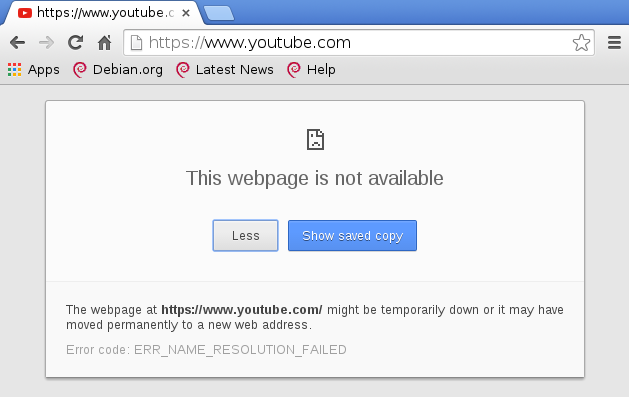 https://www.youtube.c
https://www.youtube.com
Apps Debian.org Latest News Help
This webpage is not available
Less Show saved copy
The webpage at https://www.youtube.com/ might be temporarily down or it may have
moved permanently to a new web address.
Error code: ERR_NAME_RESOLUTION_FAILED